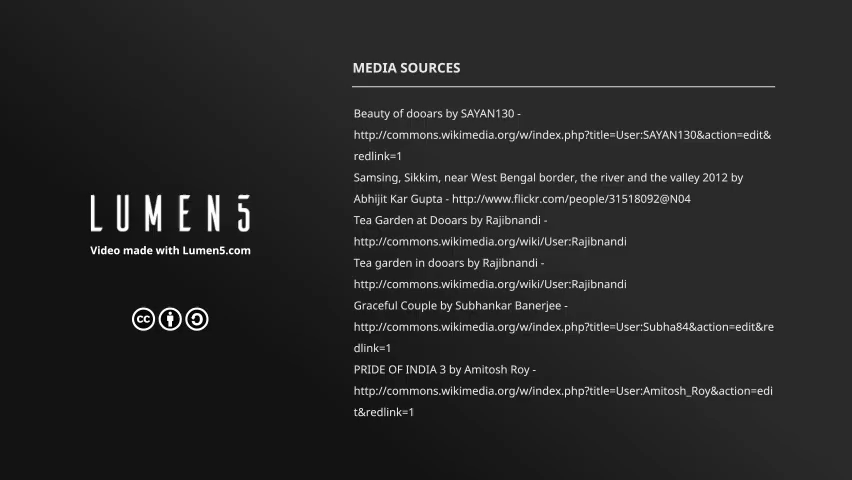 MEDIA SOURCES
Beauty of dooars by SAYAN130 -
http://commons.wikimedia.org/w/index.php?title=User:SAYAN130&action=edit&
redlink=1
Samsing, Sikkim, near West Bengal border, the river and the valley 2012 by
Abhijit Kar Gupta - http://www.flickr.com/people/31518092@N04
Tea Garden at Dooars by Rajibnandi -
http://commons.wikimedia.org/wiki/User:Rajibnandi
Tea garden in dooars by Rajibnandi -
http://commons.wikimedia.org/wiki/User:Rajibnandi
Graceful Couple by Subhankar Banerjee -
http://commons.wikimedia.org/w/index.php?title=User:Subha84&action=edit&re
dlink=1
PRIDE OF INDIA 3 by Amitosh Roy -
http://commons.wikimedia.org/w/index.php?title=User:Amitosh_Roy&action=edi
t&redlink=1
LUMEN5
Video made with Lumen5.com
cc